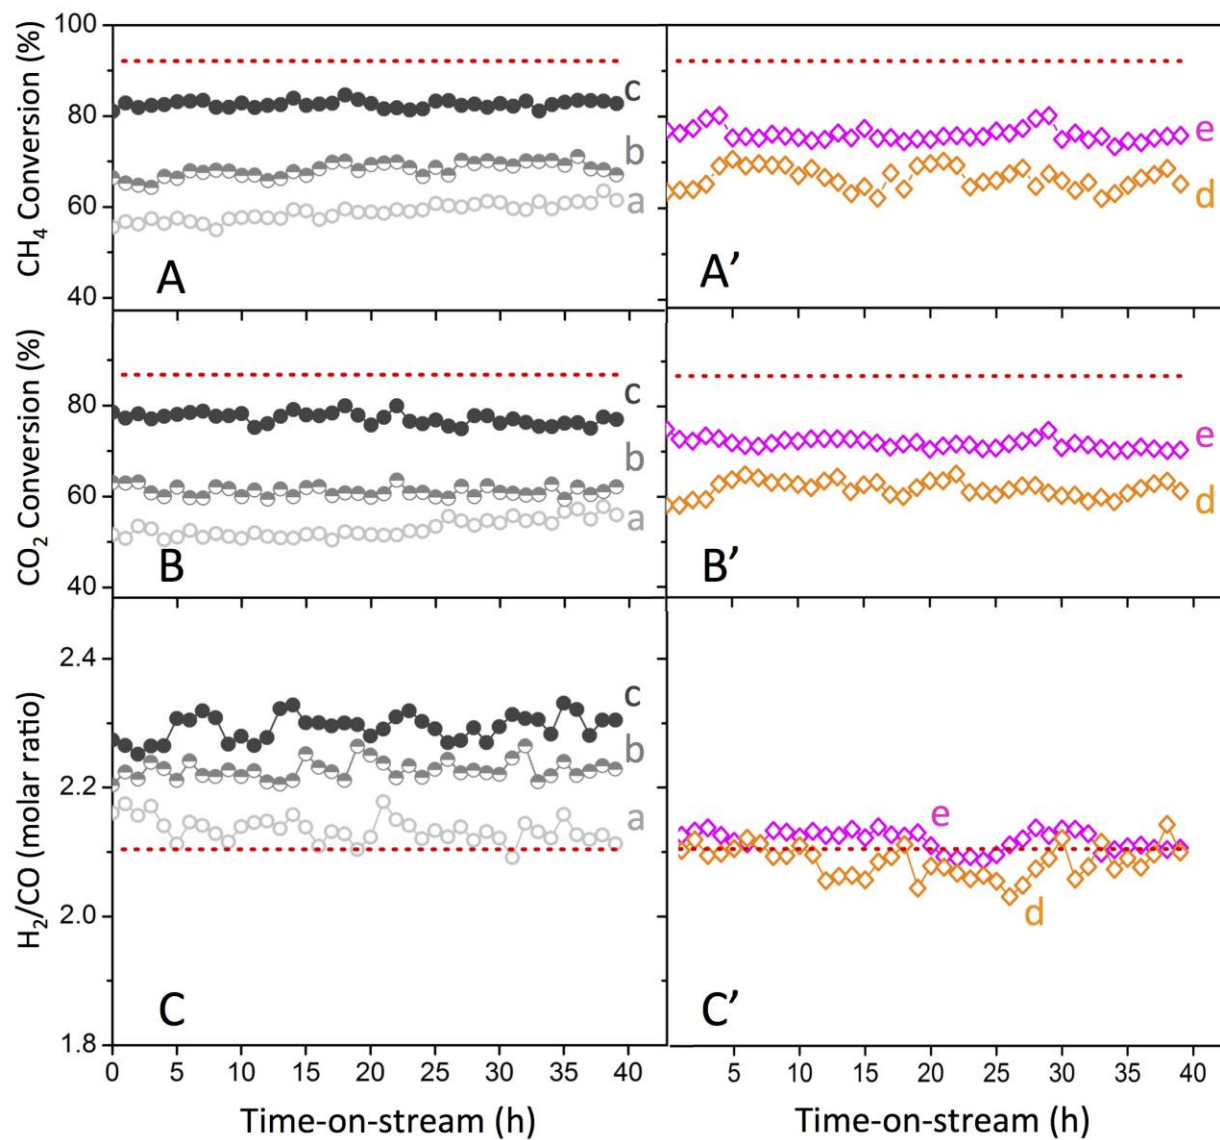 100
80
60
40
CH4 Conversion (%)
c
b
a
A
e
d
A’
80
60
40
CO2 Conversion (%)
c
b
a
B
e
d
B’
2.4
2.2
2.0
1.8
H2/CO (molar ratio)
c
b
a
C
e
d
C’
0 5 10 15 20 25 30 35 40
5 10 15 20 25 30 35 40
Time-on-stream (h)
Time-on-stream (h)